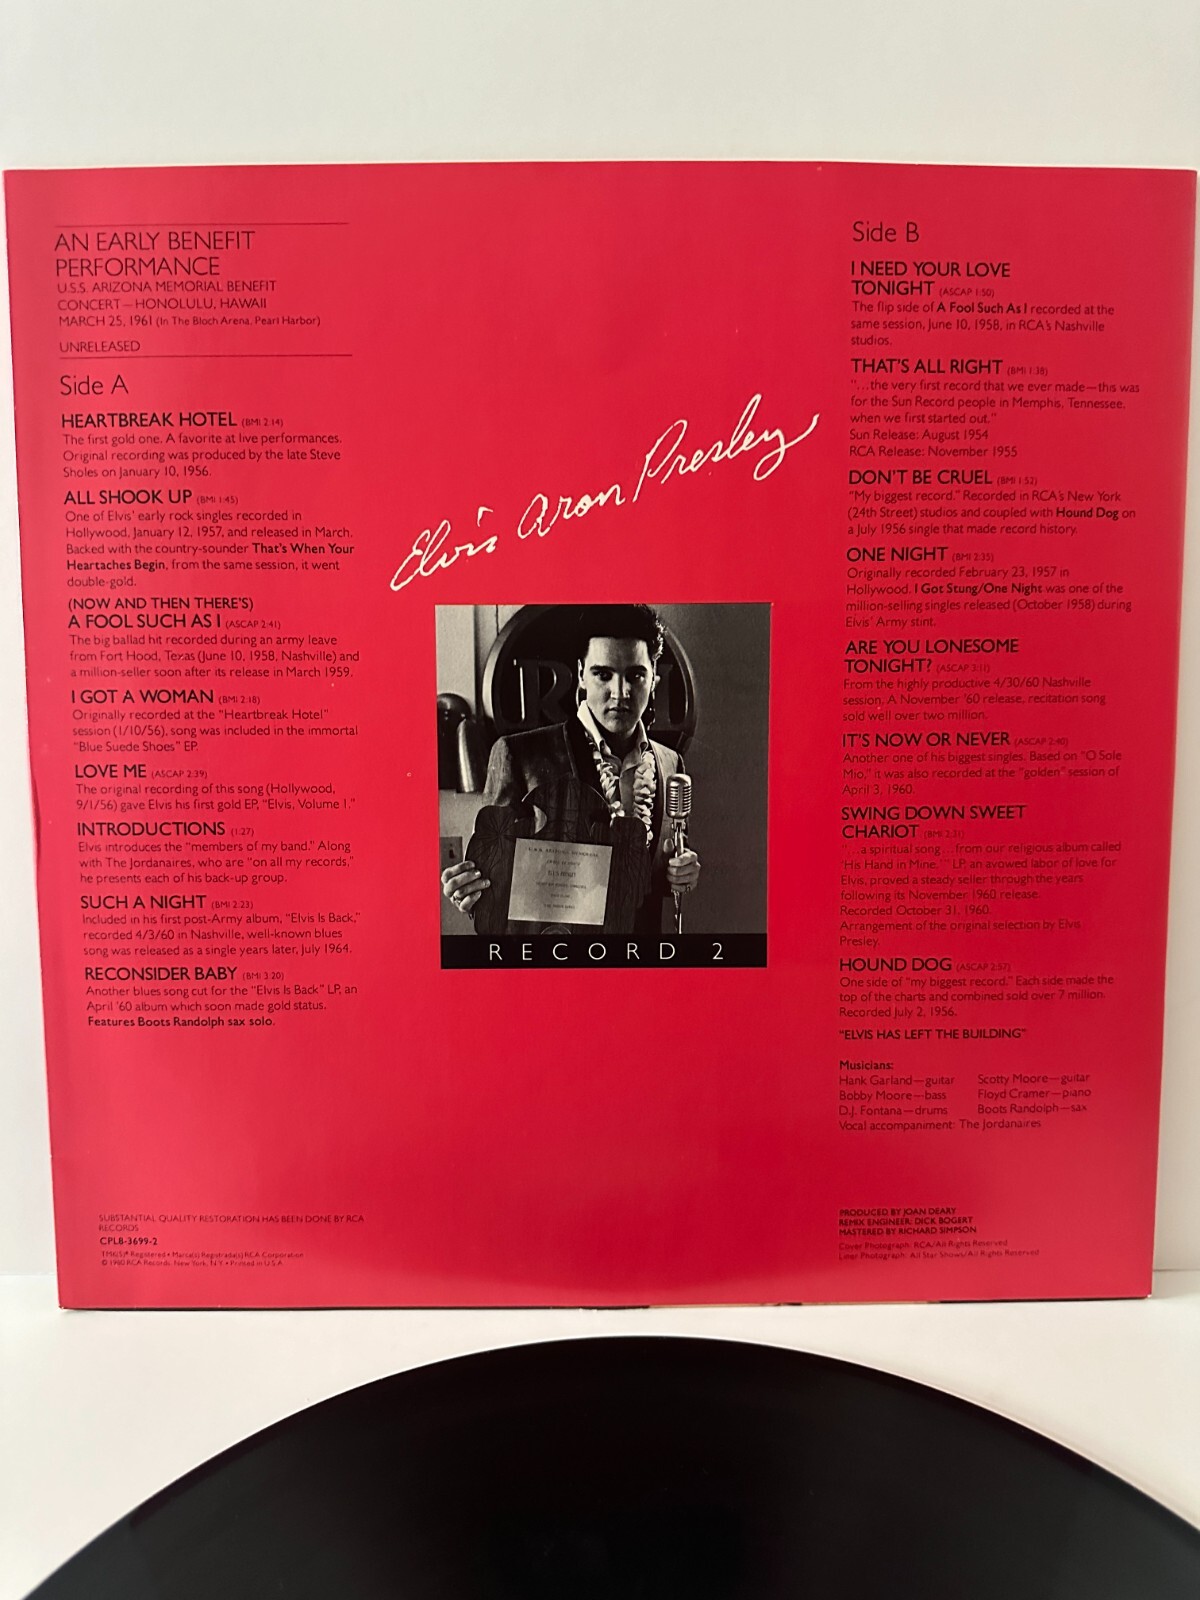 AN EARLY BENEFIT
PERFORMANCE
U.S.S. ARIZONA MEMORIAL BENEFIT
CONCERT—HONOLULU, HAWAII
MARCH 25, 1961 (In The Bloch Arena, Pearl Harbor)
UNRELEASED
Side A
HEARTBREAK HOTEL (BMI 2:14)
The first gold one. A favorite at live performances.
Original recording was produced by the late Steve
Sholes on January 10, 1956.
ALL SHOOK UP (BMI 1:45)
One of Elvis' early rock singles recorded in
Hollywood, January 12, 1957, and released in March.
Backed with the country-sounder That's When Your
Heartaches Begin, from the same session, it went
double-gold.
(NOW AND THEN THERE'S)
A FOOL SUCH AS I (ASCAP 2:41)
The big ballad hit recorded during an army leave
from Fort Hood, Texas (June 10, 1958, Nashville) and
a million-seller soon after its release in March 1959.
I GOT A WOMAN (BMI 2:18)
Originally recorded at the "Heartbreak Hotel"
session (1/10/56), song was included in the immortal
"Blue Suede Shoes" EP.
LOVE ME (ASCAP 2:39)
The original recording of this song (Hollywood,
9/1/56) gave Elvis his first gold EP, "Elvis, Volume 1."
INTRODUCTIONS (1:27)
Elvis introduces the "members of my band." Along
with The Jordanaires, who are "on all my records,"
he presents each of his back-up group.
SUCH A NIGHT (BMI 2:23)
Included in his first post-Army album, "Elvis Is Back,"
recorded 4/3/60 in Nashville, well-known blues
song was released as a single years later, July 1964.
RECONSIDER BABY (BMI 3:20)
Another blues song cut for the "Elvis Is Back" LP, an
April '60 album which soon made gold status.
Features Boots Randolph sax solo.
SUBSTANTIAL QUALITY RESTORATION HAS BEEN DONE BY RCA
RECORDS
CPL8-3699-2
TMK(S)® Registered • Marca(s) Registrada(s) RCA Corporation
© 1980 RCA Records, New York, N.Y. • Printed in U.S.A.
Elvis Aron Presley
RECORD 2
Side B
I NEED YOUR LOVE
TONIGHT (ASCAP 1:50)
The flip side of A Fool Such As I recorded at the
same session, June 10, 1958, in RCA's Nashville
studios.
THAT'S ALL RIGHT (BMI 1:38)
"...the very first record that we ever made—this was
for the Sun Record people in Memphis, Tennessee,
when we first started out."
Sun Release: August 1954
RCA Release: November 1955
DON'T BE CRUEL (BMI 1:52)
"My biggest record." Recorded in RCA's New York
(24th Street) studios and coupled with Hound Dog on
a July 1956 single that made record history.
ONE NIGHT (BMI 2:35)
Originally recorded February 23, 1957 in
Hollywood. I Got Stung/One Night was one of the
million-selling singles released (October 1958) during
Elvis' Army stint.
ARE YOU LONESOME
TONIGHT? (ASCAP 3:11)
From the highly productive 4/30/60 Nashville
session. A November '60 release, recitation song
sold well over two million.
IT'S NOW OR NEVER (ASCAP 2:40)
Another one of his biggest singles. Based on "O Sole
Mio," it was also recorded at the "golden" session of
April 3, 1960.
SWING DOWN SWEET
CHARIOT (BMI 2:31)
"...a spiritual song...from our religious album called
'His Hand in Mine,'" LP, an avowed labor of love for
Elvis, proved a steady seller through the years
following its November 1960 release.
Recorded October 31, 1960.
Arrangement of the original selection by Elvis
Presley.
HOUND DOG (ASCAP 2:57)
One side of "my biggest record." Each side made the
top of the charts and combined sold over 7 million.
Recorded July 2, 1956.
"ELVIS HAS LEFT THE BUILDING"
Musicians:
Hank Garland—guitar Scotty Moore—guitar
Bobby Moore—bass Floyd Cramer—piano
D.J. Fontana—drums Boots Randolph—sax
Vocal accompaniment: The Jordanaires
PRODUCED BY JOAN DEARY
REMIX ENGINEER: DICK BOGERT
MASTERED BY RICHARD SIMPSON
Cover Photograph: RCA/All Rights Reserved
Liner Photograph: All Star Shows/All Rights Reserved